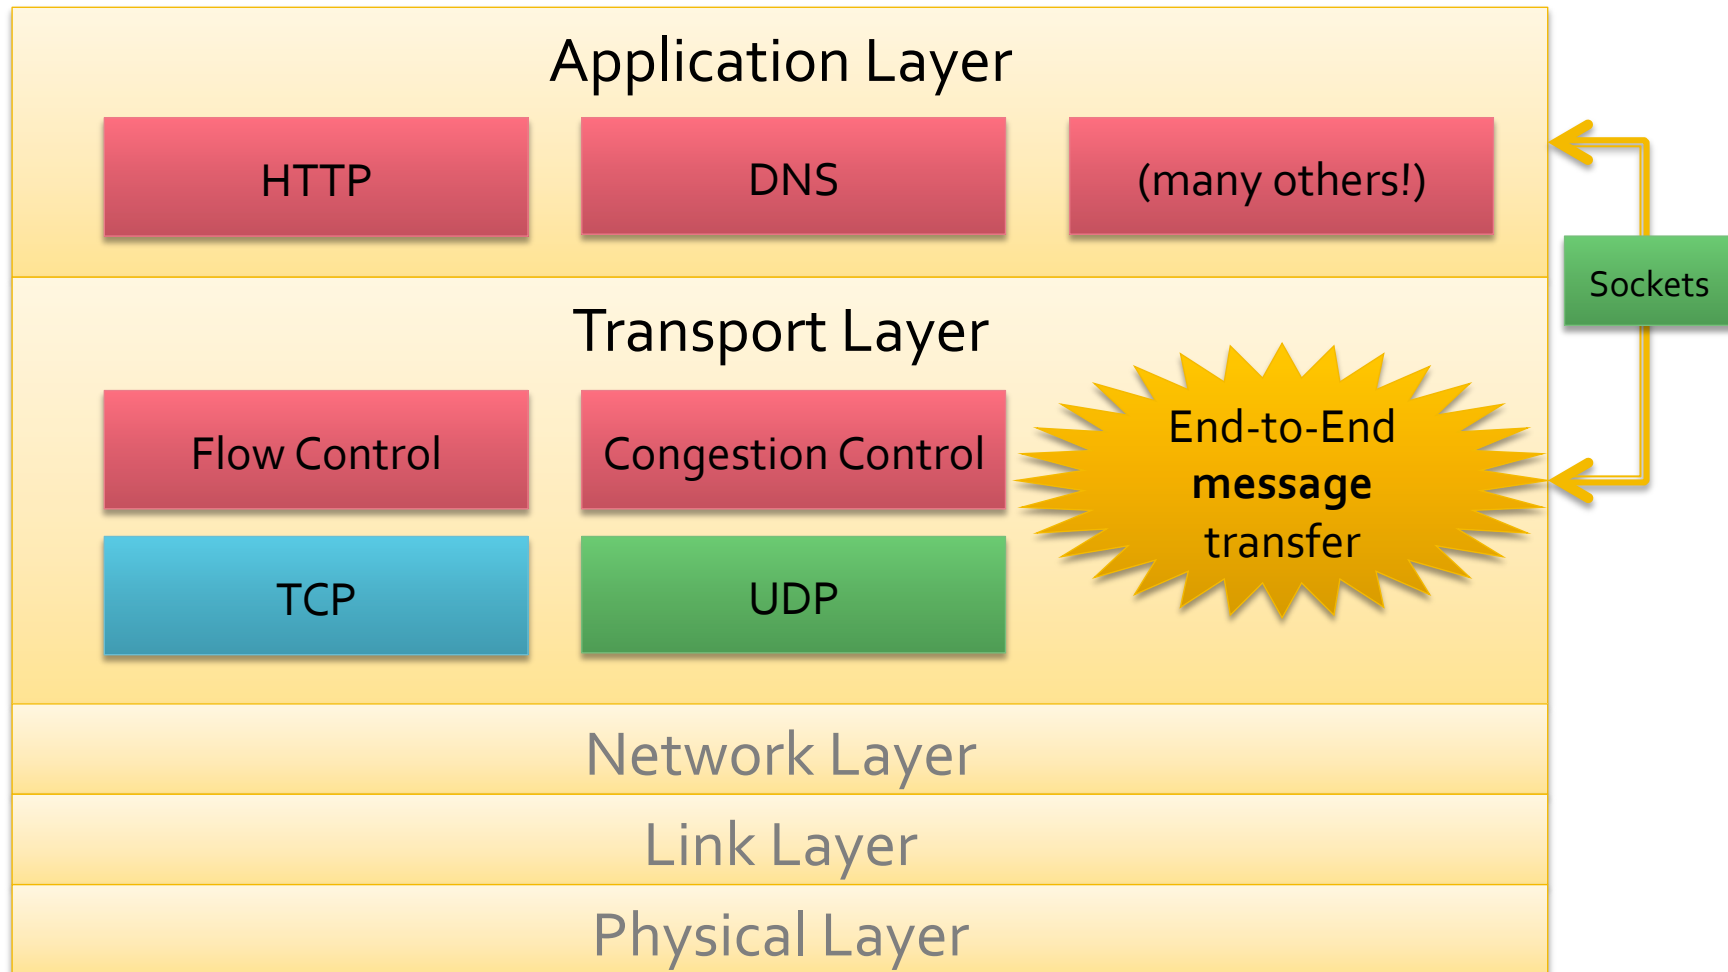 Application Layer
HTTP
DNS
(many others!)
Sockets
Transport Layer
Flow Control
Congestion Control
End-to-End
message
transfer
TCP
UDP
Network Layer
Link Layer
Physical Layer